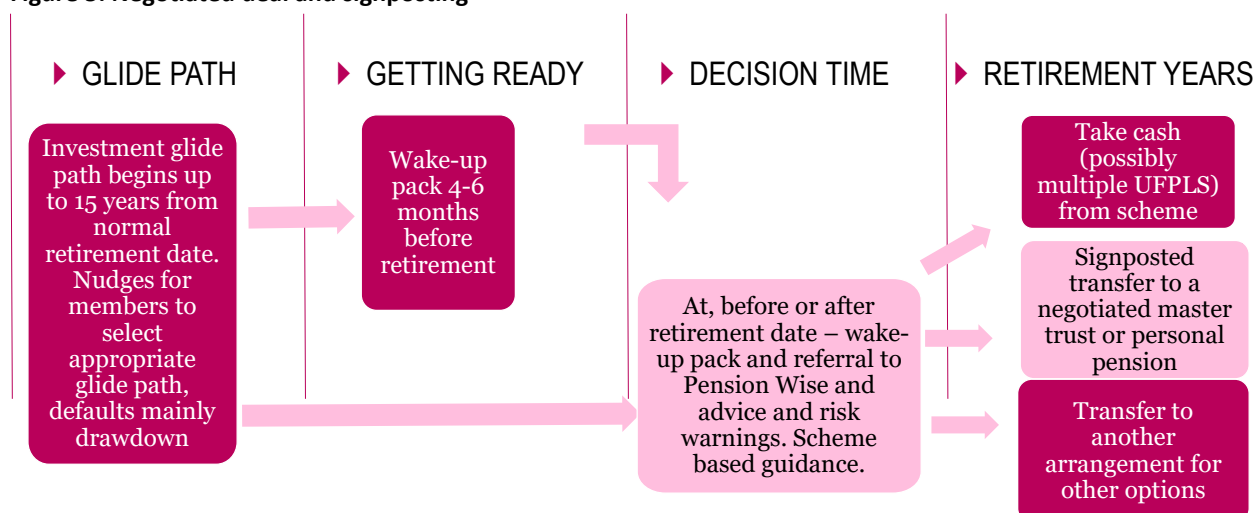 GLIDE PATH
GETTING READY
DECISION TIME
RETIREMENT YEARS
Investment glide
path begins up
to 15 years from
normal
retirement date.
Nudges for
members to
select
appropriate
glide path,
defaults mainly
drawdown
Wake-up
pack 4-6
months
before
retirement
At, before or after
retirement date – wake-
up pack and referral to
Pension Wise and
advice and risk
warnings. Scheme
based guidance.
Take cash
(possibly
multiple UFPLS)
from scheme
Signposted
transfer to a
negotiated master
trust or personal
pension
Transfer to
another
arrangement for
other options